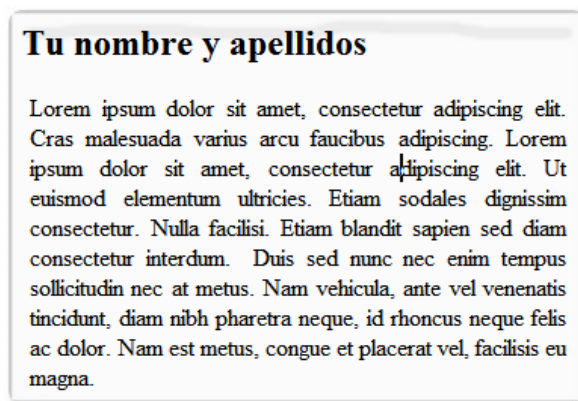 Tu nombre y apellidos
Lorem ipsum dolor sit amet, consectetur adipiscing elit.
Cras malesuada varius arcu faucibus adipiscing. Lorem
ipsum dolor sit amet, consectetur adipiscing elit. Ut
euismod elementum ultricies. Etiam sodales dignissim
consectetur. Nulla facilisi. Etiam blandit sapien sed diam
consectetur interdum. Duis sed nunc nec enim tempus
sollicitudin nec at metus. Nam vehicula, ante vel venenatis
tincidunt, diam nibh pharetra neque, id rhoncus neque felis
ac dolor. Nam est metus, congue et placerat vel, facilisis eu
magna.